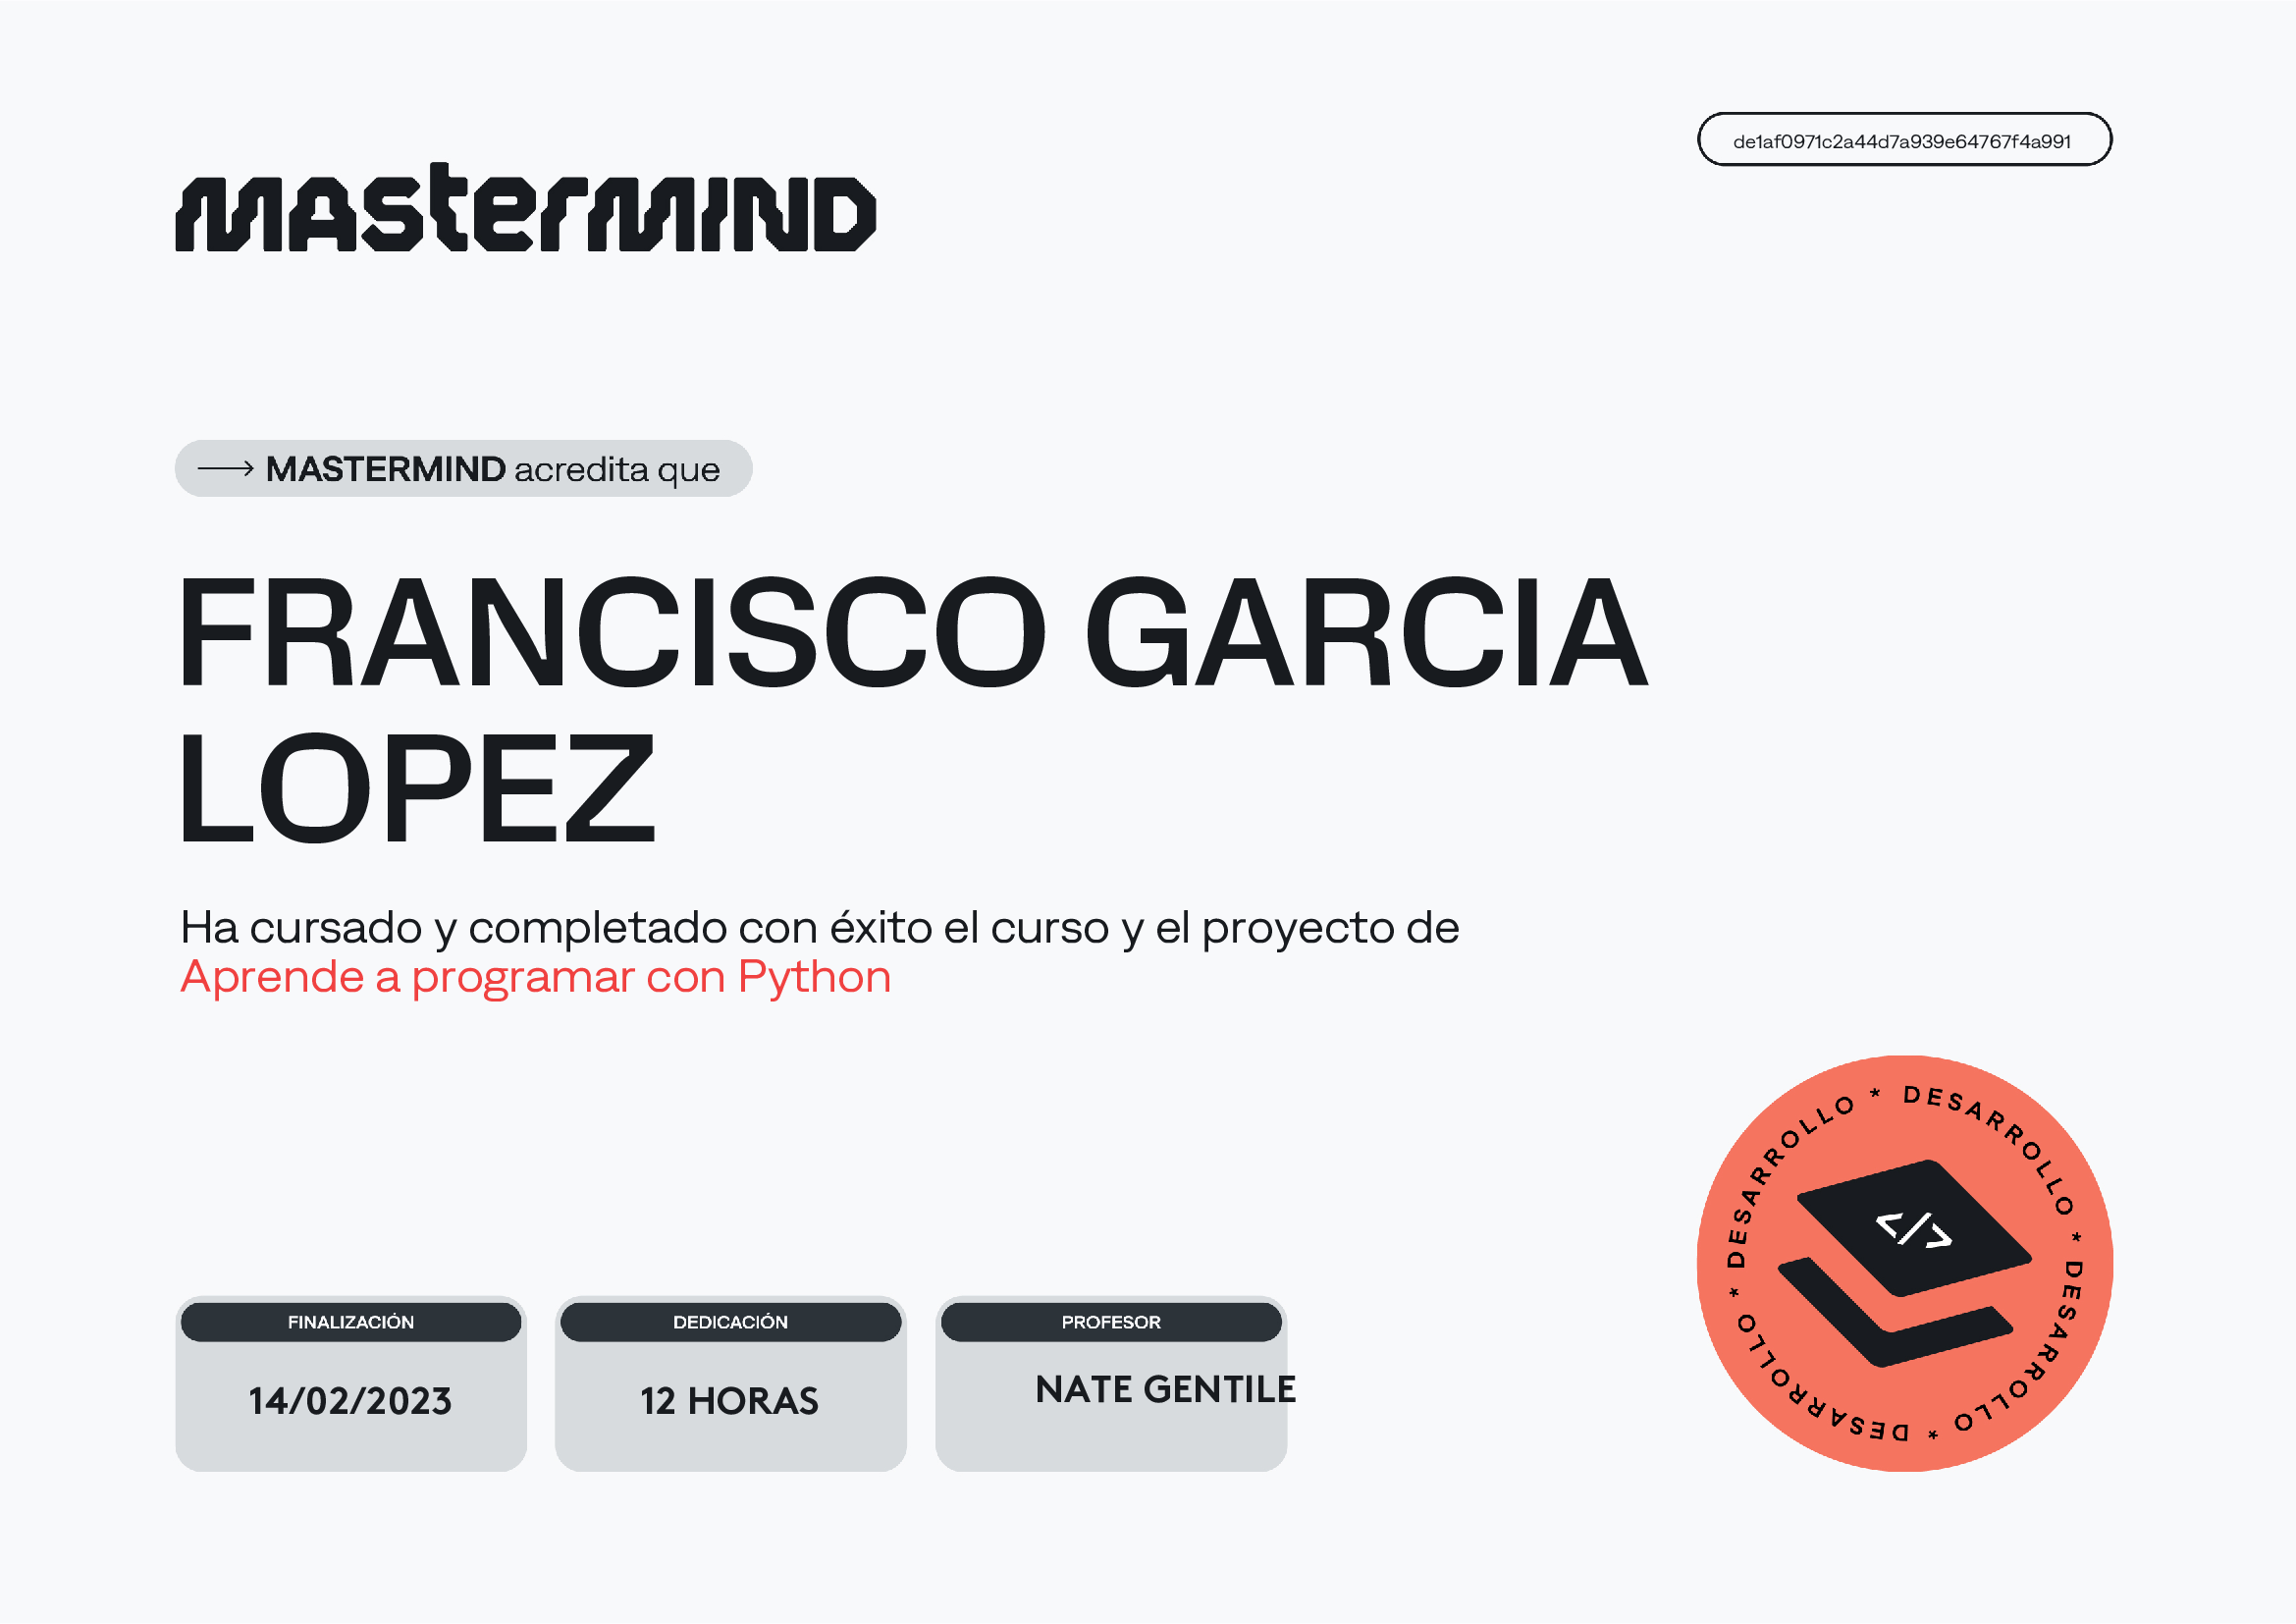 MASTERMIND
de1af0971c2a44d7a939e64767f4a991
MASTERMIND acredita que
FRANCISCO GARCIA
LOPEZ
Ha cursado y completado con éxito el curso y el proyecto de
Aprende a programar con Python
FINALIZACIÓN
14/02/2023
DEDICACIÓN
12 HORAS
PROFESOR
NATE GENTILE
DESARROLLO * DESARROLLO * DESARROLLO * DESARROLLO *
</>